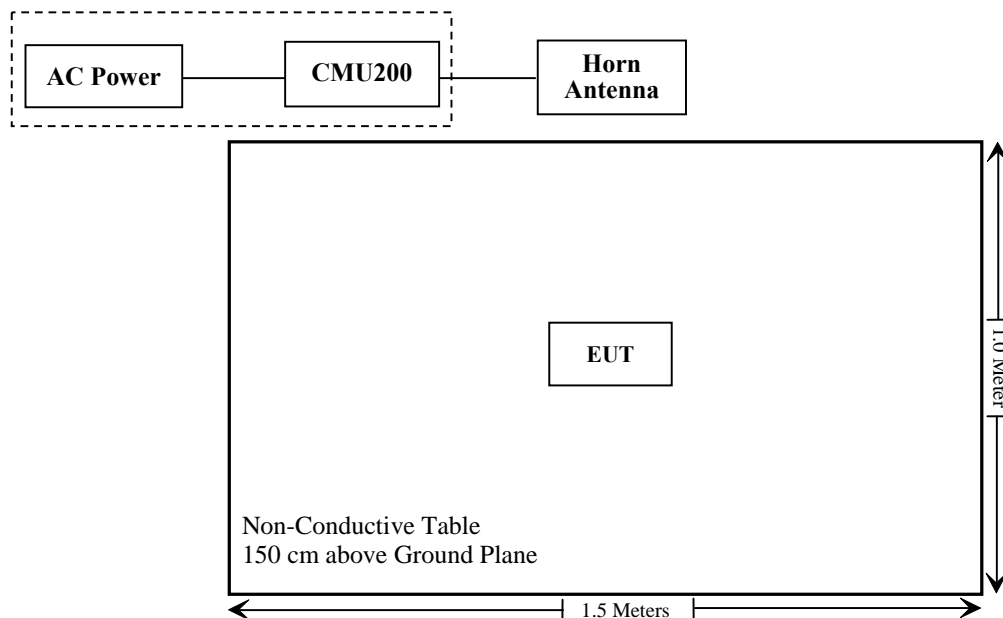 AC Power
CMU200
Horn
Antenna
EUT
1.0 Meter
Non-Conductive Table
150 cm above Ground Plane
1.5 Meters